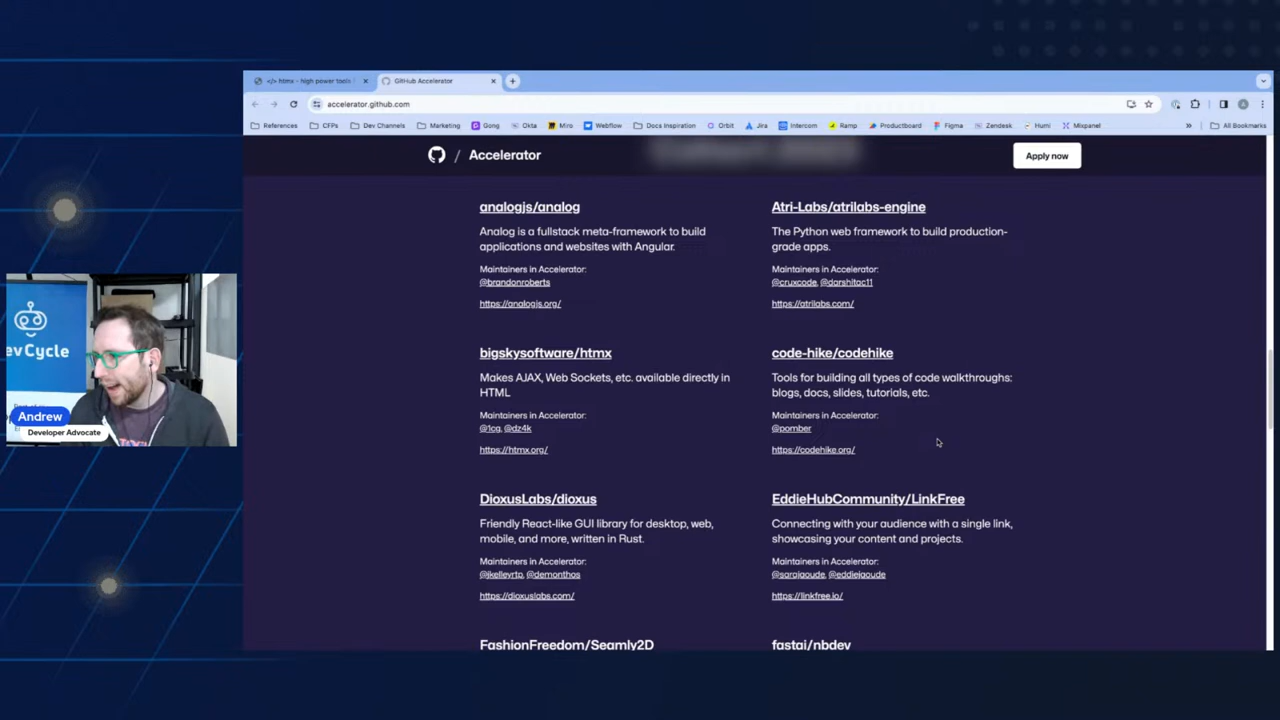 </> htmx - high power tools
GitHub Accelerator
accelerator.github.com
References
CFPs
Dev Channels
Marketing
Gong
Okta
Miro
Webflow
Docs Inspiration
Orbit
Jira
Intercom
Ramp
Productboard
Figma
Zendesk
Humi
Mixpanel
All Bookmarks
/ Accelerator
Apply now
analogjs/analog
Analog is a fullstack meta-framework to build
applications and websites with Angular.
Maintainers in Accelerator:
@brandonroberts
https://analogjs.org/
Atri-Labs/atrilabs-engine
The Python web framework to build production-
grade apps.
Maintainers in Accelerator:
@cruxcode, @darshitac11
https://atrilabs.com/
bigskysoftware/htmx
Makes AJAX, Web Sockets, etc. available directly in
HTML
Maintainers in Accelerator:
@1cg, @dz4k
https://htmx.org/
code-hike/codehike
Tools for building all types of code walkthroughs:
blogs, docs, slides, tutorials, etc.
Maintainers in Accelerator:
@pomber
https://codehike.org/
DioxusLabs/dioxus
Friendly React-like GUI library for desktop, web,
mobile, and more, written in Rust.
Maintainers in Accelerator:
@jkelleyrtp, @demonthos
https://dioxuslabs.com/
EddieHubCommunity/LinkFree
Connecting with your audience with a single link,
showcasing your content and projects.
Maintainers in Accelerator:
@sarajaoude, @eddiejaoude
https://linkfree.io/
FashionFreedom/Seamly2D
fastai/nbdev
evCycle
Andrew
Developer Advocate